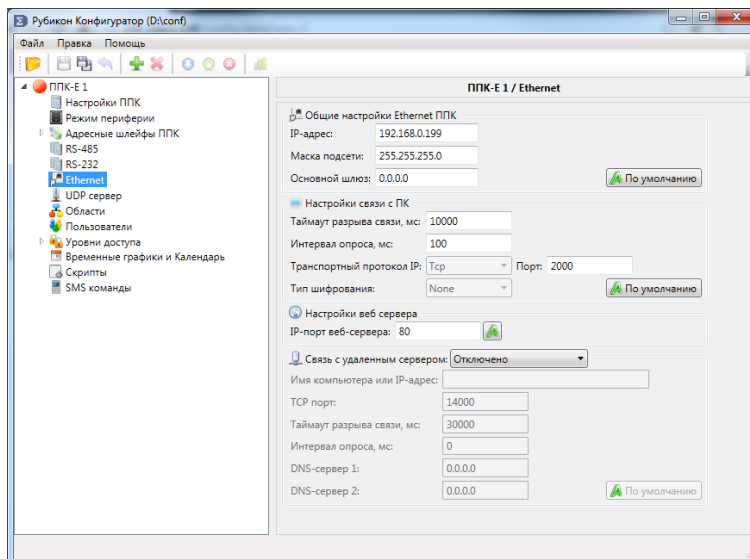 Рубикон Конфигуратор (D:\conf)
Файл Правка Помощь
ППК-Е 1
Настройки ППК
Режим периферии
Адресные шлейфы ППК
RS-485
RS-232
Ethernet
UDP сервер
Области
Пользователи
Уровни доступа
Временные графики и Календарь
Скрипты
SMS команды
ППК-Е 1 / Ethernet
Общие настройки Ethernet ППК
IP-адрес: 192.168.0.199
Маска подсети: 255.255.255.0
Основной шлюз: 0.0.0.0 По умолчанию
Настройки связи с ПК
Таймаут разрыва связи, мс: 10000
Интервал опроса, мс: 100
Транспортный протокол IP: Tcp Порт: 2000
Тип шифрования: None По умолчанию
Настройки веб сервера
IP-порт веб-сервера: 80
Связь с удаленным сервером: Отключено
Имя компьютера или IP-адрес:
TCP порт: 14000
Таймаут разрыва связи, мс: 30000
Интервал опроса, мс: 0
DNS-сервер 1: 0.0.0.0
DNS-сервер 2: 0.0.0.0 По умолчанию